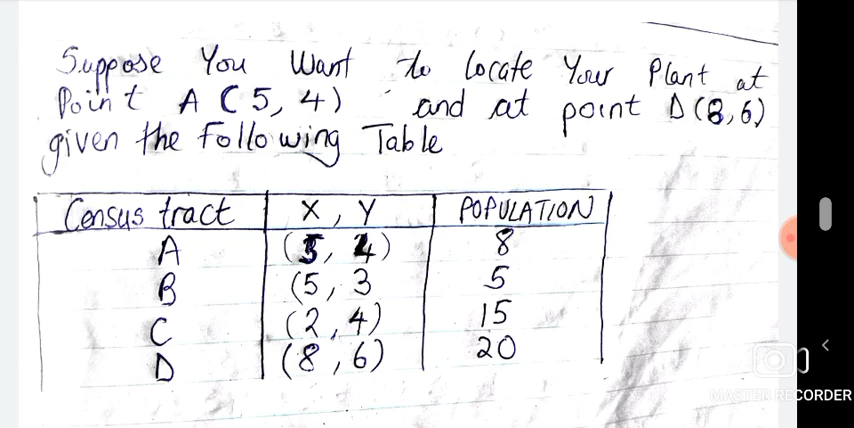 Suppose You Want to locate Your Plant at
Point A (5, 4) and at point D (8, 6)
given the following Table
Census tract X, Y POPULATION
A (5, 4) 8
B (5, 3 5
C (2, 4) 15
D (8, 6) 20
MASTER RECORDER